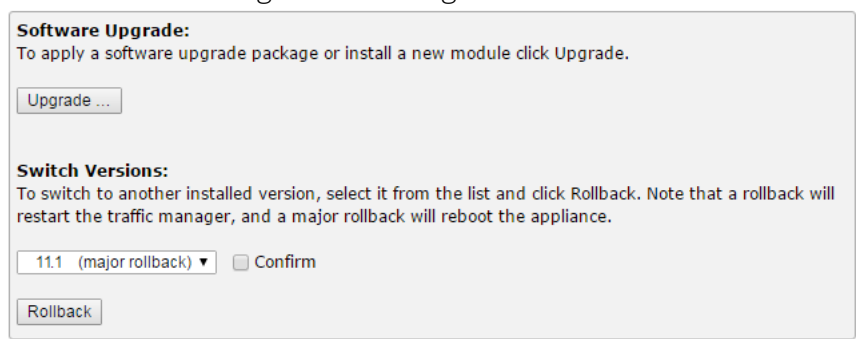 Software Upgrade:
To apply a software upgrade package or install a new module click Upgrade.
Upgrade ...
Switch Versions:
To switch to another installed version, select it from the list and click Rollback. Note that a rollback will
restart the traffic manager, and a major rollback will reboot the appliance.
11.1 (major rollback) ▼ Confirm
Rollback